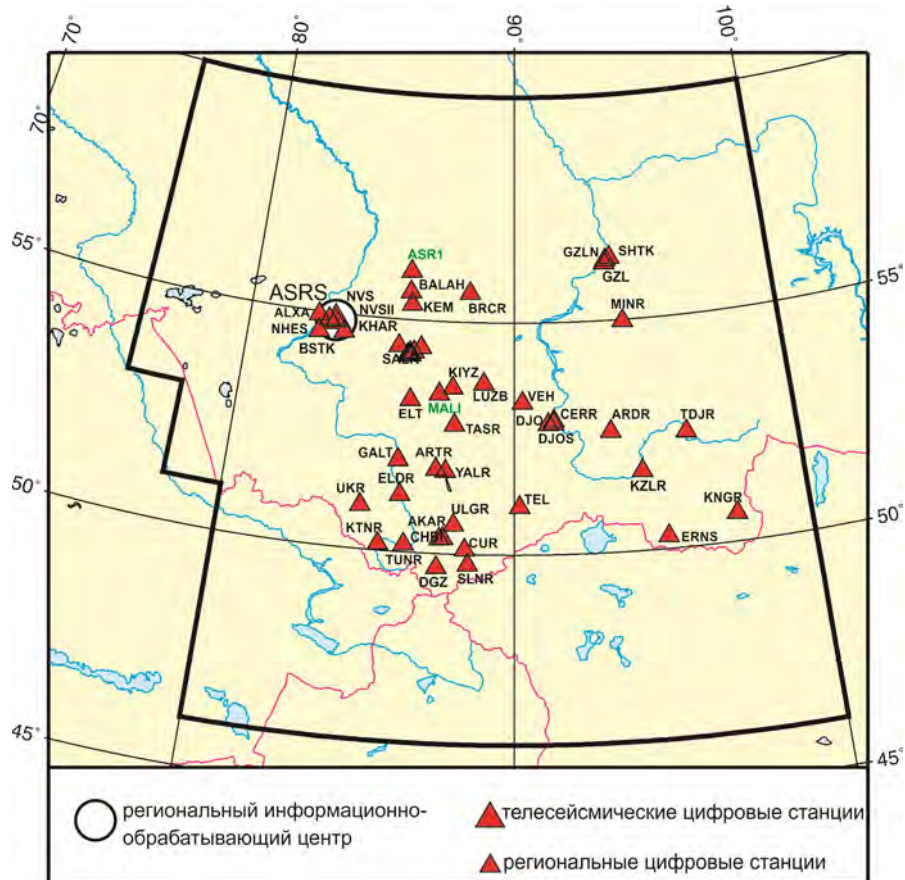 70°
80°
90°
100°
70°
55°
55°
50°
50°
45°
45°
ASR1
GZLN
SHTK
GZL
BALAH
KEM
BRCR
MINR
ASRS
NVS
ALXA
NVSII
NHES
KHAR
BSTK
KIYZ
LUZB
VEH
ELT
MALI
TASR
DJO
CERR
DJOS
ARDR
TDJR
GALT
ARTR
YALR
KZLR
ELDR
UKR
TEL
KNGR
ULGR
AKAR
KTNR
ERNS
TUNR
CUR
DGZ
SLNR
региональный информационно-
обрабатывающий центр
телесейсмические цифровые станции
региональные цифровые станции